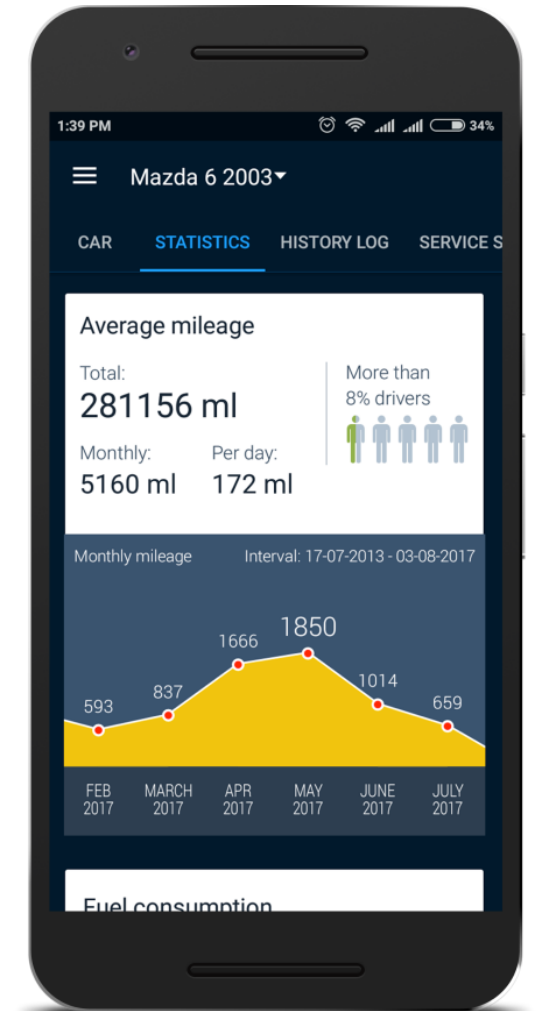 1:39 PM 34%
Mazda 6 2003
CAR STATISTICS HISTORY LOG SERVICE S
Average mileage
Total:
281156 ml
More than
8% drivers
Monthly: Per day:
5160 ml 172 ml
Monthly mileage Interval: 17-07-2013 - 03-08-2017
593 837 1666 1850 1014 659
FEB MARCH APR MAY JUNE JULY
2017 2017 2017 2017 2017 2017
Fuel consumption